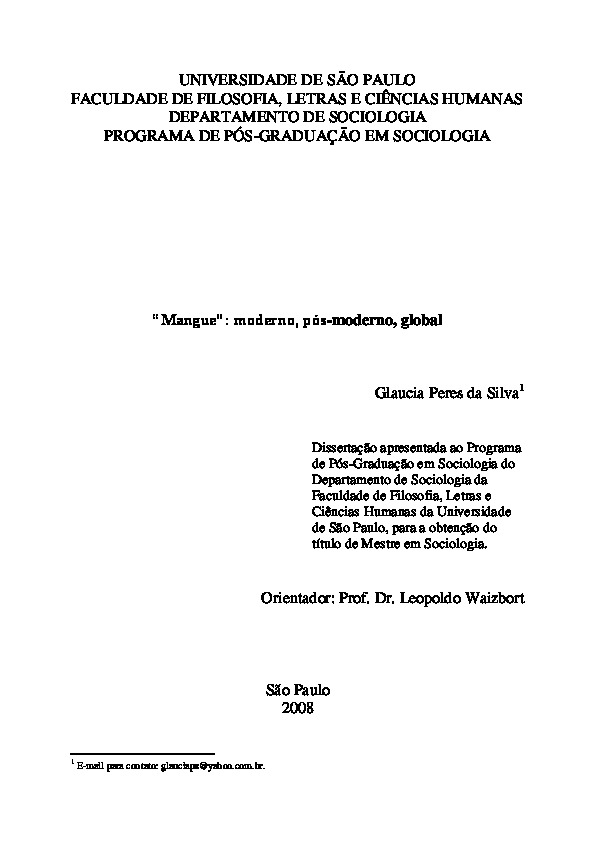 UNIVERSIDADE DE SÃO PAULO
FACULDADE DE FILOSOFIA, LETRAS E CIÊNCIAS HUMANAS
DEPARTAMENTO DE SOCIOLOGIA
PROGRAMA DE PÓS-GRADUAÇÃO EM SOCIOLOGIA
"Mangue": moderno, pós-moderno, global
Glaucia Peres da Silva¹
Dissertação apresentada ao Programa
de Pós-Graduação em Sociologia do
Departamento de Sociologia da
Faculdade de Filosofia, Letras e
Ciências Humanas da Universidade
de São Paulo, para a obtenção do
título de Mestre em Sociologia.
Orientador: Prof. Dr. Leopoldo Waizbort
São Paulo
2008
¹ E-mail para contato: glauciaps@yahoo.com.br.